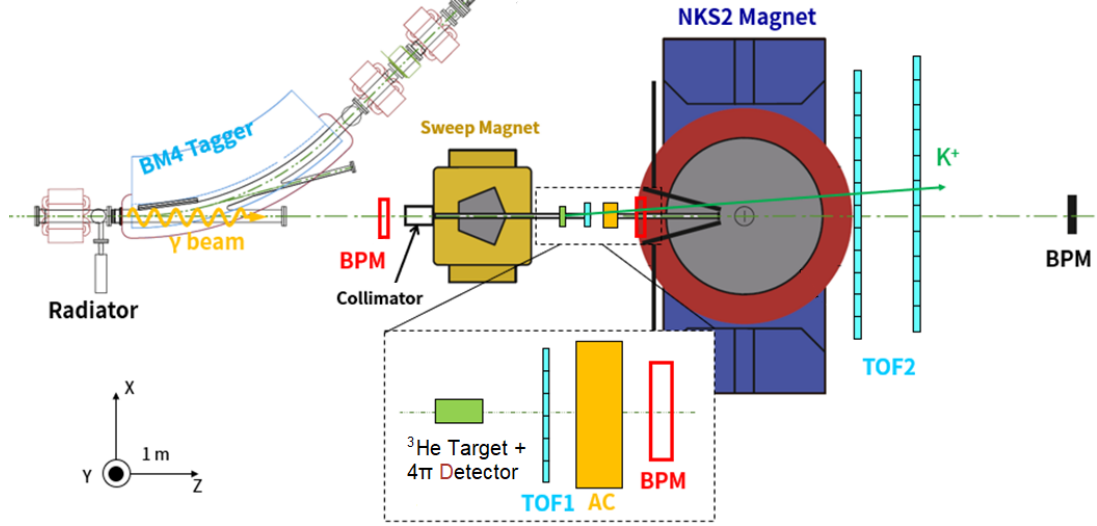 NKS2 Magnet
Sweep Magnet
BM4 Tagger
K+
γ beam
BPM
BPM
Radiator
Collimator
TOF2
X
1 m
Y
Z
³He Target +
4π Detector
BPM
TOF1
AC